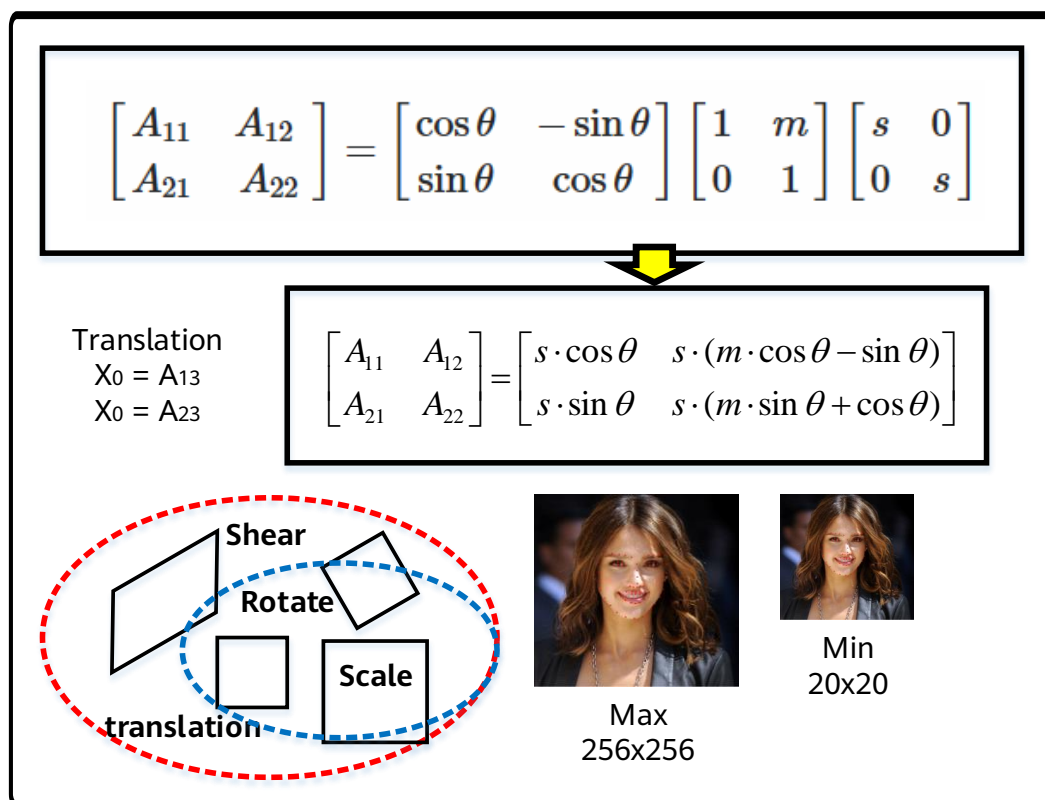 [A₁₁ A₁₂; A₂₁ A₂₂] = [cos θ −sin θ; sin θ cos θ] [1 m; 0 1] [s 0; 0 s]
Translation
X0 = A13
X0 = A23
[A₁₁ A₁₂; A₂₁ A₂₂] = [s·cos θ s·(m·cos θ − sin θ); s·sin θ s·(m·sin θ + cos θ)]
Shear
Rotate
Scale
translation
Max
256x256
Min
20x20